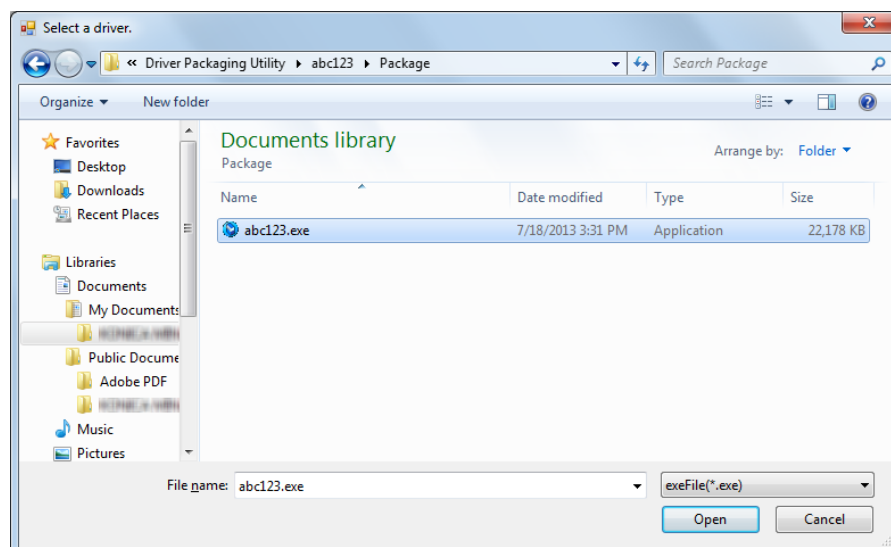 Select a driver.
« Driver Packaging Utility abc123 Package
Search Package
Organize New folder
Favorites
Desktop
Downloads
Recent Places
Libraries
Documents
My Documents
Public Docume
Adobe PDF
Music
Pictures
Documents library
Package
Arrange by: Folder
Name Date modified Type Size
abc123.exe 7/18/2013 3:31 PM Application 22,178 KB
File name: abc123.exe exeFile(*.exe)
Open Cancel